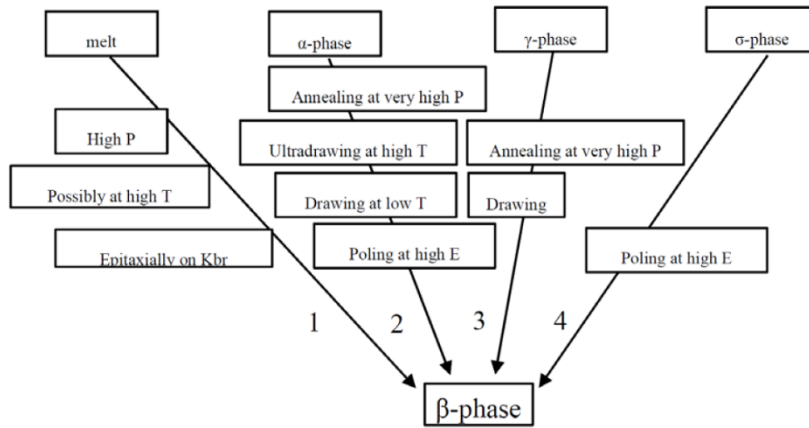 melt
α-phase
γ-phase
σ-phase
Annealing at very high P
High P
Ultradrawing at high T
Annealing at very high P
Possibly at high T
Drawing at low T
Drawing
Epitaxially on Kbr
Poling at high E
Poling at high E
1
2
3
4
β-phase